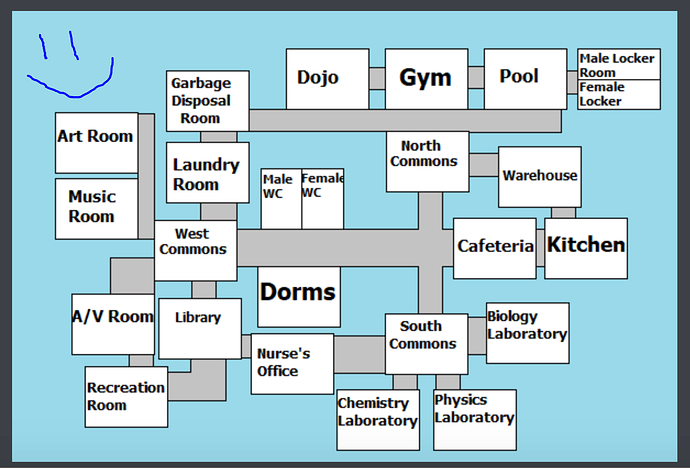 Dojo
Gym
Pool
Male Locker
Room
Female
Locker
Garbage
Disposal
Room
Art Room
North
Commons
Laundry
Room
Warehouse
Male
WC
Female
WC
Music
Room
West
Commons
Cafeteria
Kitchen
Dorms
A/V Room
Library
South
Commons
Biology
Laboratory
Nurse's
Office
Recreation
Room
Chemistry
Laboratory
Physics
Laboratory